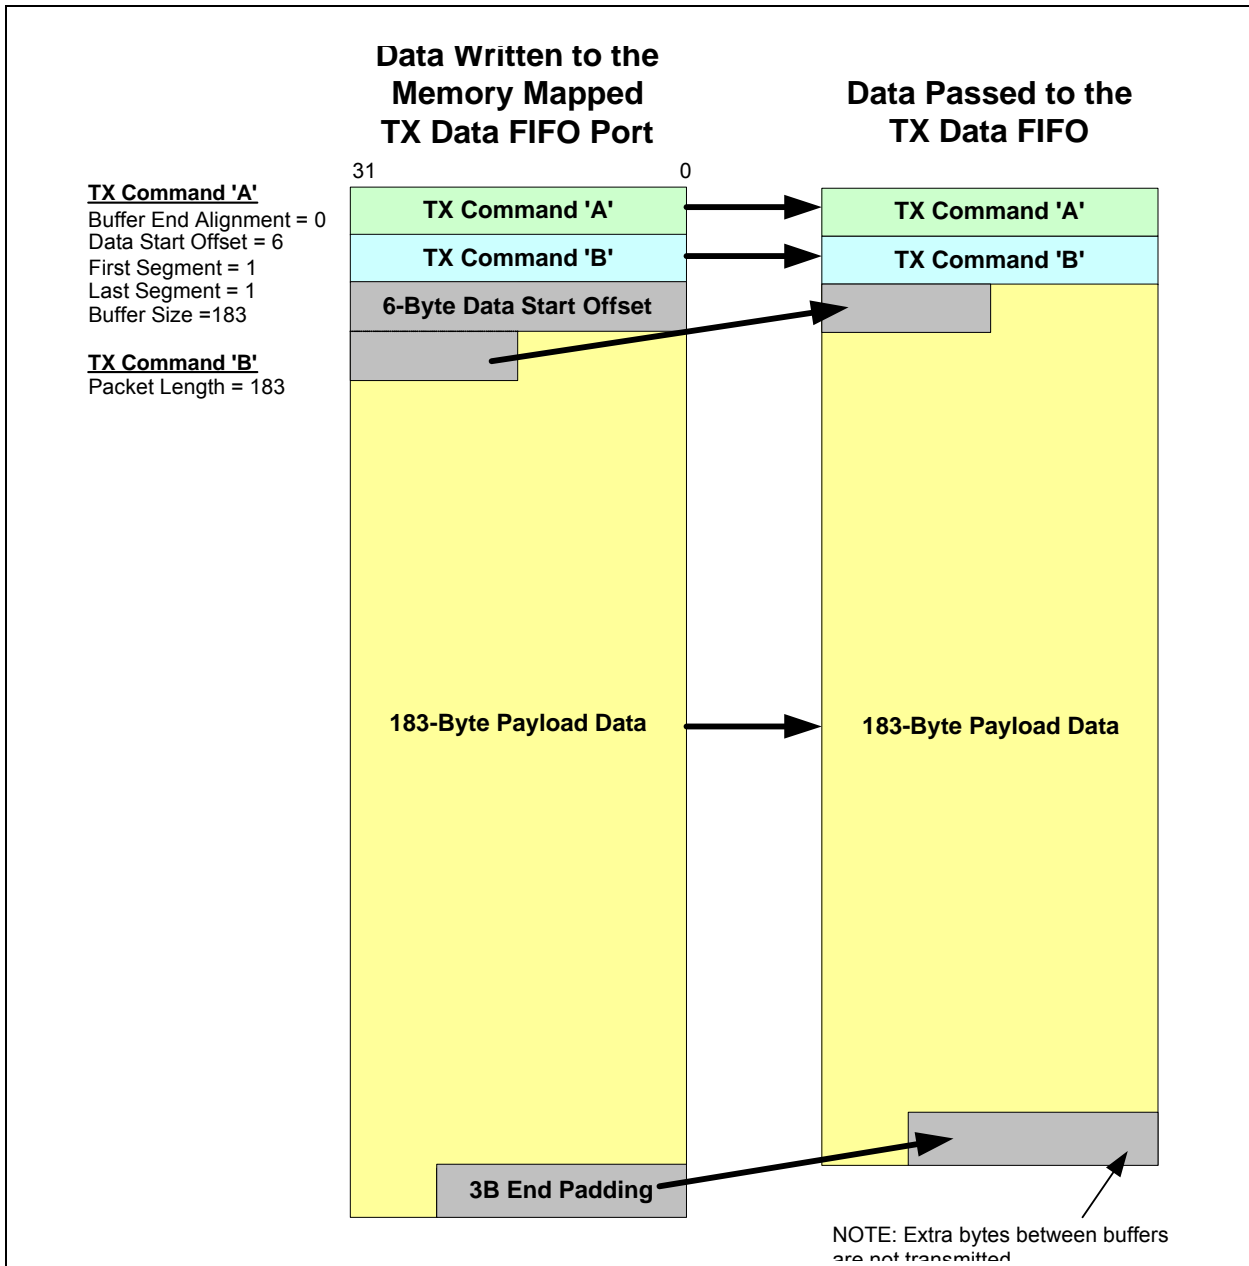 Data Written to the
Memory Mapped
TX Data FIFO Port
Data Passed to the
TX Data FIFO
31
0
TX Command 'A'
Buffer End Alignment = 0
Data Start Offset = 6
First Segment = 1
Last Segment = 1
Buffer Size =183
TX Command 'B'
Packet Length = 183
TX Command 'A'
TX Command 'B'
6-Byte Data Start Offset
183-Byte Payload Data
3B End Padding
TX Command 'A'
TX Command 'B'
183-Byte Payload Data
NOTE: Extra bytes between buffers
are not transmitted